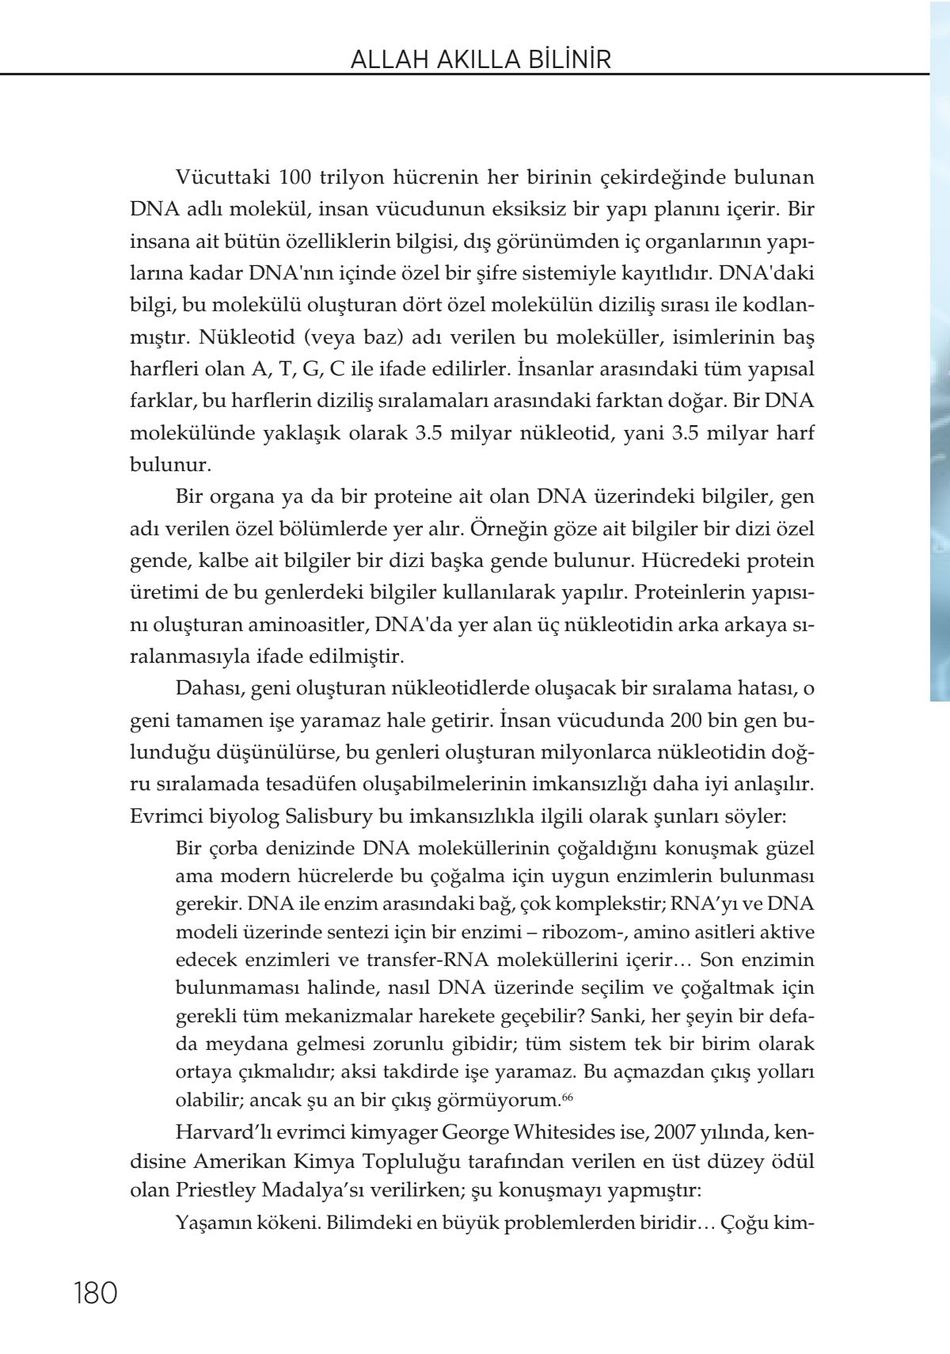 ALLAH AKILLA BİLİNİR
Vücuttaki 100 trilyon hücrenin her birinin çekirdeğinde bulunan
DNA adlı molekül, insan vücudunun eksiksiz bir yapı planını içerir. Bir
insana ait bütün özelliklerin bilgisi, dış görünümden iç organlarının yapı-
larına kadar DNA'nın içinde özel bir şifre sistemiyle kayıtlıdır. DNA'daki
bilgi, bu molekülü oluşturan dört özel molekülün diziliş sırası ile kodlan-
mıştır. Nükleotid (veya baz) adı verilen bu moleküller, isimlerinin baş
harfleri olan A, T, G, C ile ifade edilirler. İnsanlar arasındaki tüm yapısal
farklar, bu harflerin diziliş sıralamaları arasındaki farktan doğar. Bir DNA
molekülünde yaklaşık olarak 3.5 milyar nükleotid, yani 3.5 milyar harf
bulunur.
Bir organa ya da bir proteine ait olan DNA üzerindeki bilgiler, gen
adı verilen özel bölümlerde yer alır. Örneğin göze ait bilgiler bir dizi özel
gende, kalbe ait bilgiler bir dizi başka gende bulunur. Hücredeki protein
üretimi de bu genlerdeki bilgiler kullanılarak yapılır. Proteinlerin yapısı-
nı oluşturan aminoasitler, DNA'da yer alan üç nükleotidin arka arkaya sı-
ralanmasıyla ifade edilmiştir.
Dahası, geni oluşturan nükleotidlerde oluşacak bir sıralama hatası, o
geni tamamen işe yaramaz hale getirir. İnsan vücudunda 200 bin gen bu-
lunduğu düşünülürse, bu genleri oluşturan milyonlarca nükleotidin doğ-
ru sıralamada tesadüfen oluşabilmelerinin imkansızlığı daha iyi anlaşılır.
Evrimci biyolog Salisbury bu imkansızlıkla ilgili olarak şunları söyler:
Bir çorba denizinde DNA moleküllerinin çoğaldığını konuşmak güzel
ama modern hücrelerde bu çoğalma için uygun enzimlerin bulunması
gerekir. DNA ile enzim arasındaki bağ, çok komplekstir; RNA’yı ve DNA
modeli üzerinde sentezi için bir enzimi – ribozom-, amino asitleri aktive
edecek enzimleri ve transfer-RNA moleküllerini içerir… Son enzimin
bulunmaması halinde, nasıl DNA üzerinde seçilim ve çoğaltmak için
gerekli tüm mekanizmalar harekete geçebilir? Sanki, her şeyin bir defa-
da meydana gelmesi zorunlu gibidir; tüm sistem tek bir birim olarak
ortaya çıkmalıdır; aksi takdirde işe yaramaz. Bu açmazdan çıkış yolları
olabilir; ancak şu an bir çıkış görmüyorum.66
Harvard’lı evrimci kimyager George Whitesides ise, 2007 yılında, ken-
disine Amerikan Kimya Topluluğu tarafından verilen en üst düzey ödül
olan Priestley Madalya’sı verilirken; şu konuşmayı yapmıştır:
Yaşamın kökeni. Bilimdeki en büyük problemlerden biridir… Çoğu kim-
180